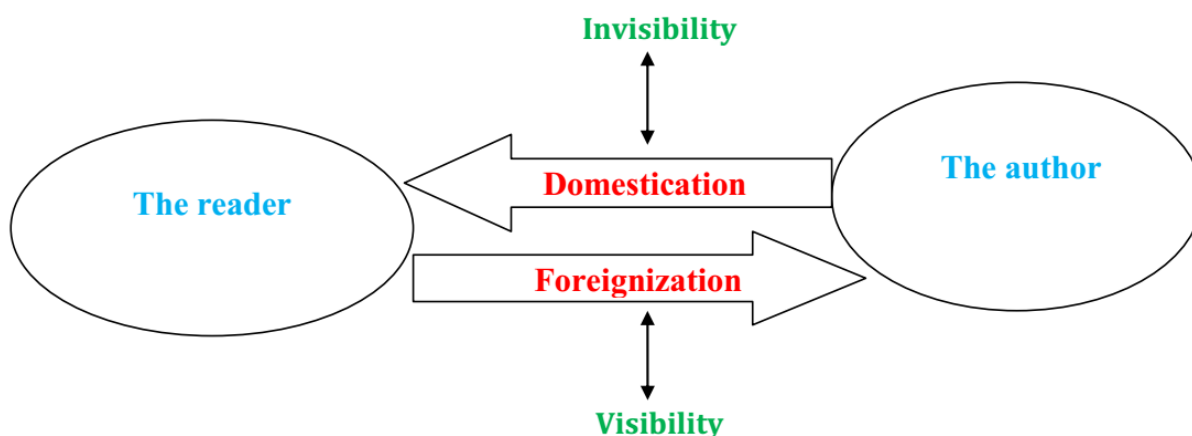 Invisibility
The author
Domestication
The reader
Foreignization
Visibility